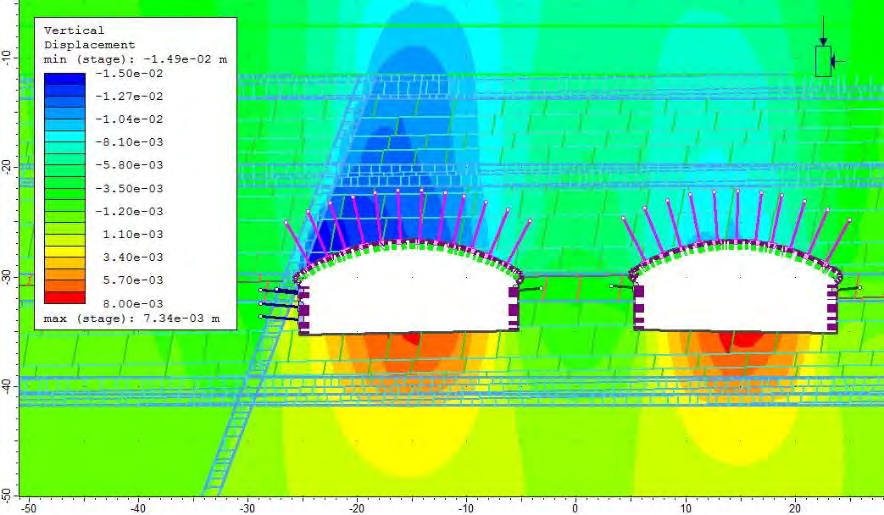 Vertical
Displacement
min (stage): -1.49e-02 m
-1.50e-02
-1.27e-02
-1.04e-02
-8.10e-03
-5.80e-03
-3.50e-03
-1.20e-03
1.10e-03
3.40e-03
5.70e-03
8.00e-03
max (stage): 7.34e-03 m
-10
-20
-30
-40
-50
-50
-40
-30
-20
-10
0
10
20